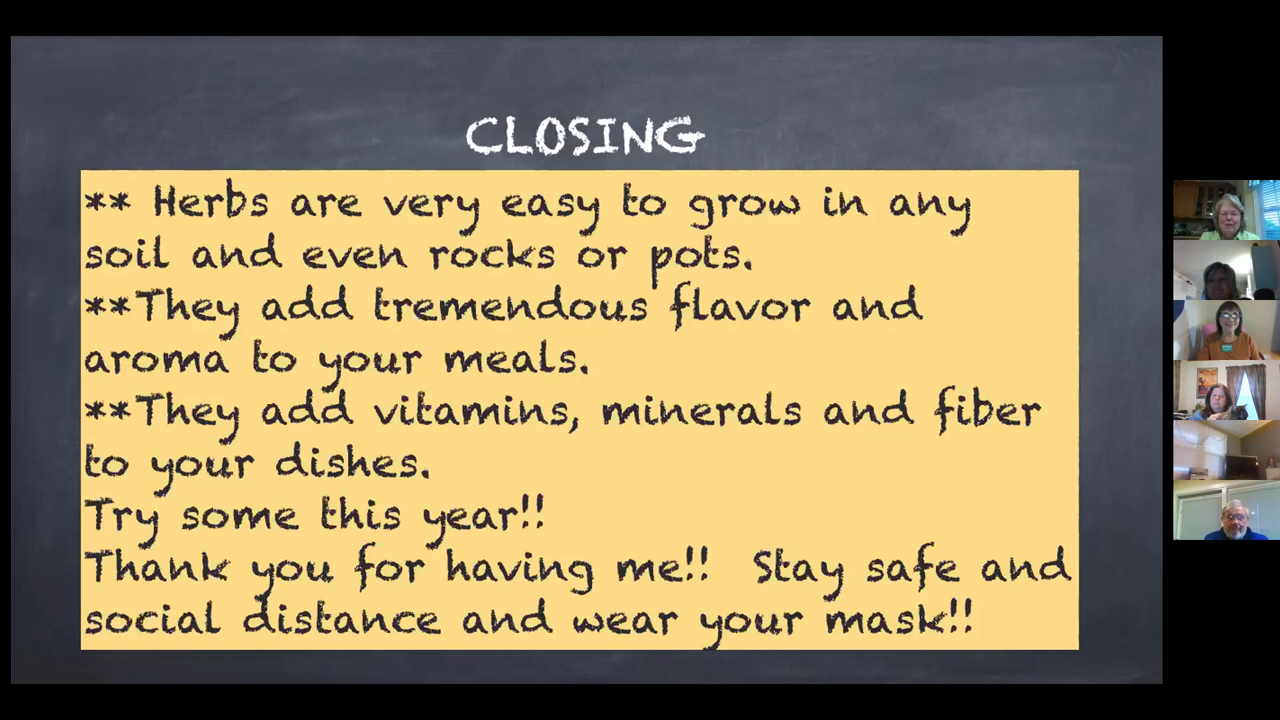 CLOSING
** Herbs are very easy to grow in any
soil and even rocks or pots.
**They add tremendous flavor and
aroma to your meals.
**They add vitamins, minerals and fiber
to your dishes.
Try some this year!!
Thank you for having me!! Stay safe and
social distance and wear your mask!!